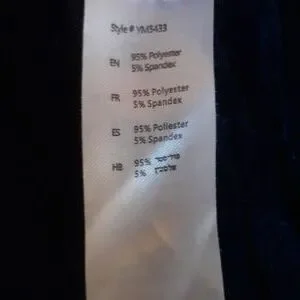 Style # YM3433
EN 95% Polyester
5% Spandex
FR 95% Polyester
5% Spandex
ES 95% Poliester
5% Spandex
HB 95% פוליסטר
5%